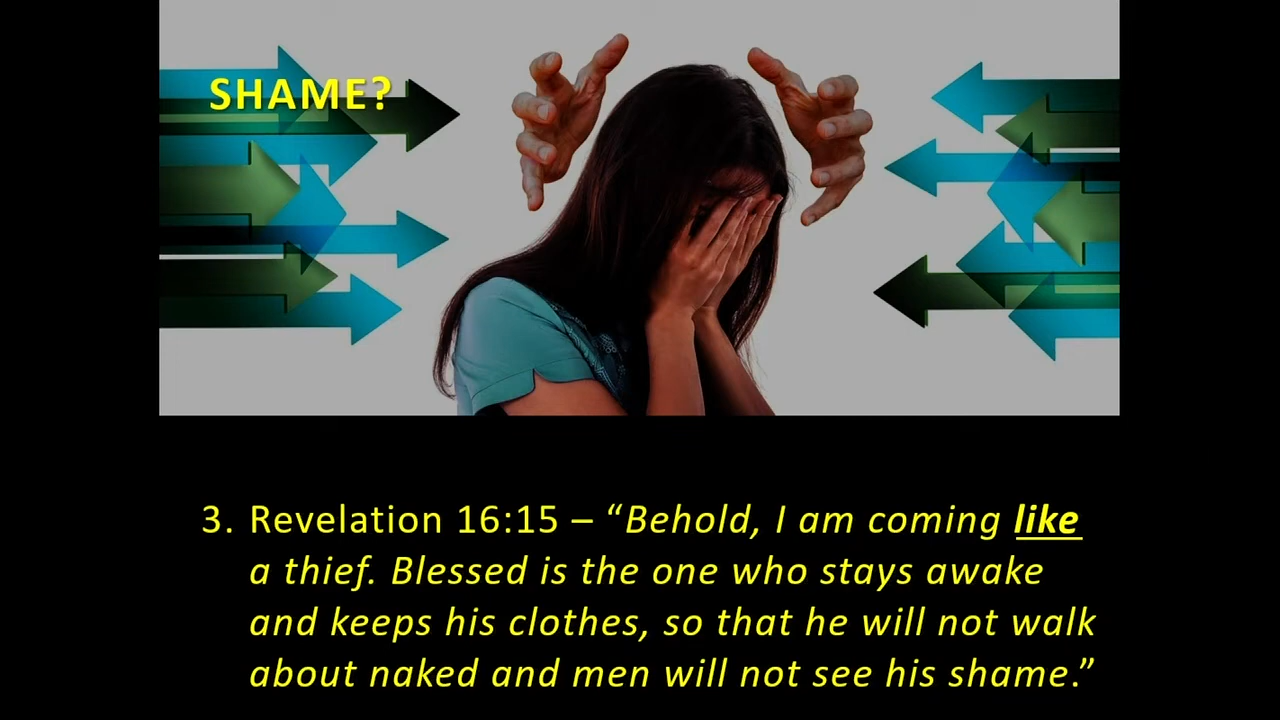 SHAME?
3. Revelation 16:15 – “Behold, I am coming like
a thief. Blessed is the one who stays awake
and keeps his clothes, so that he will not walk
about naked and men will not see his shame.”